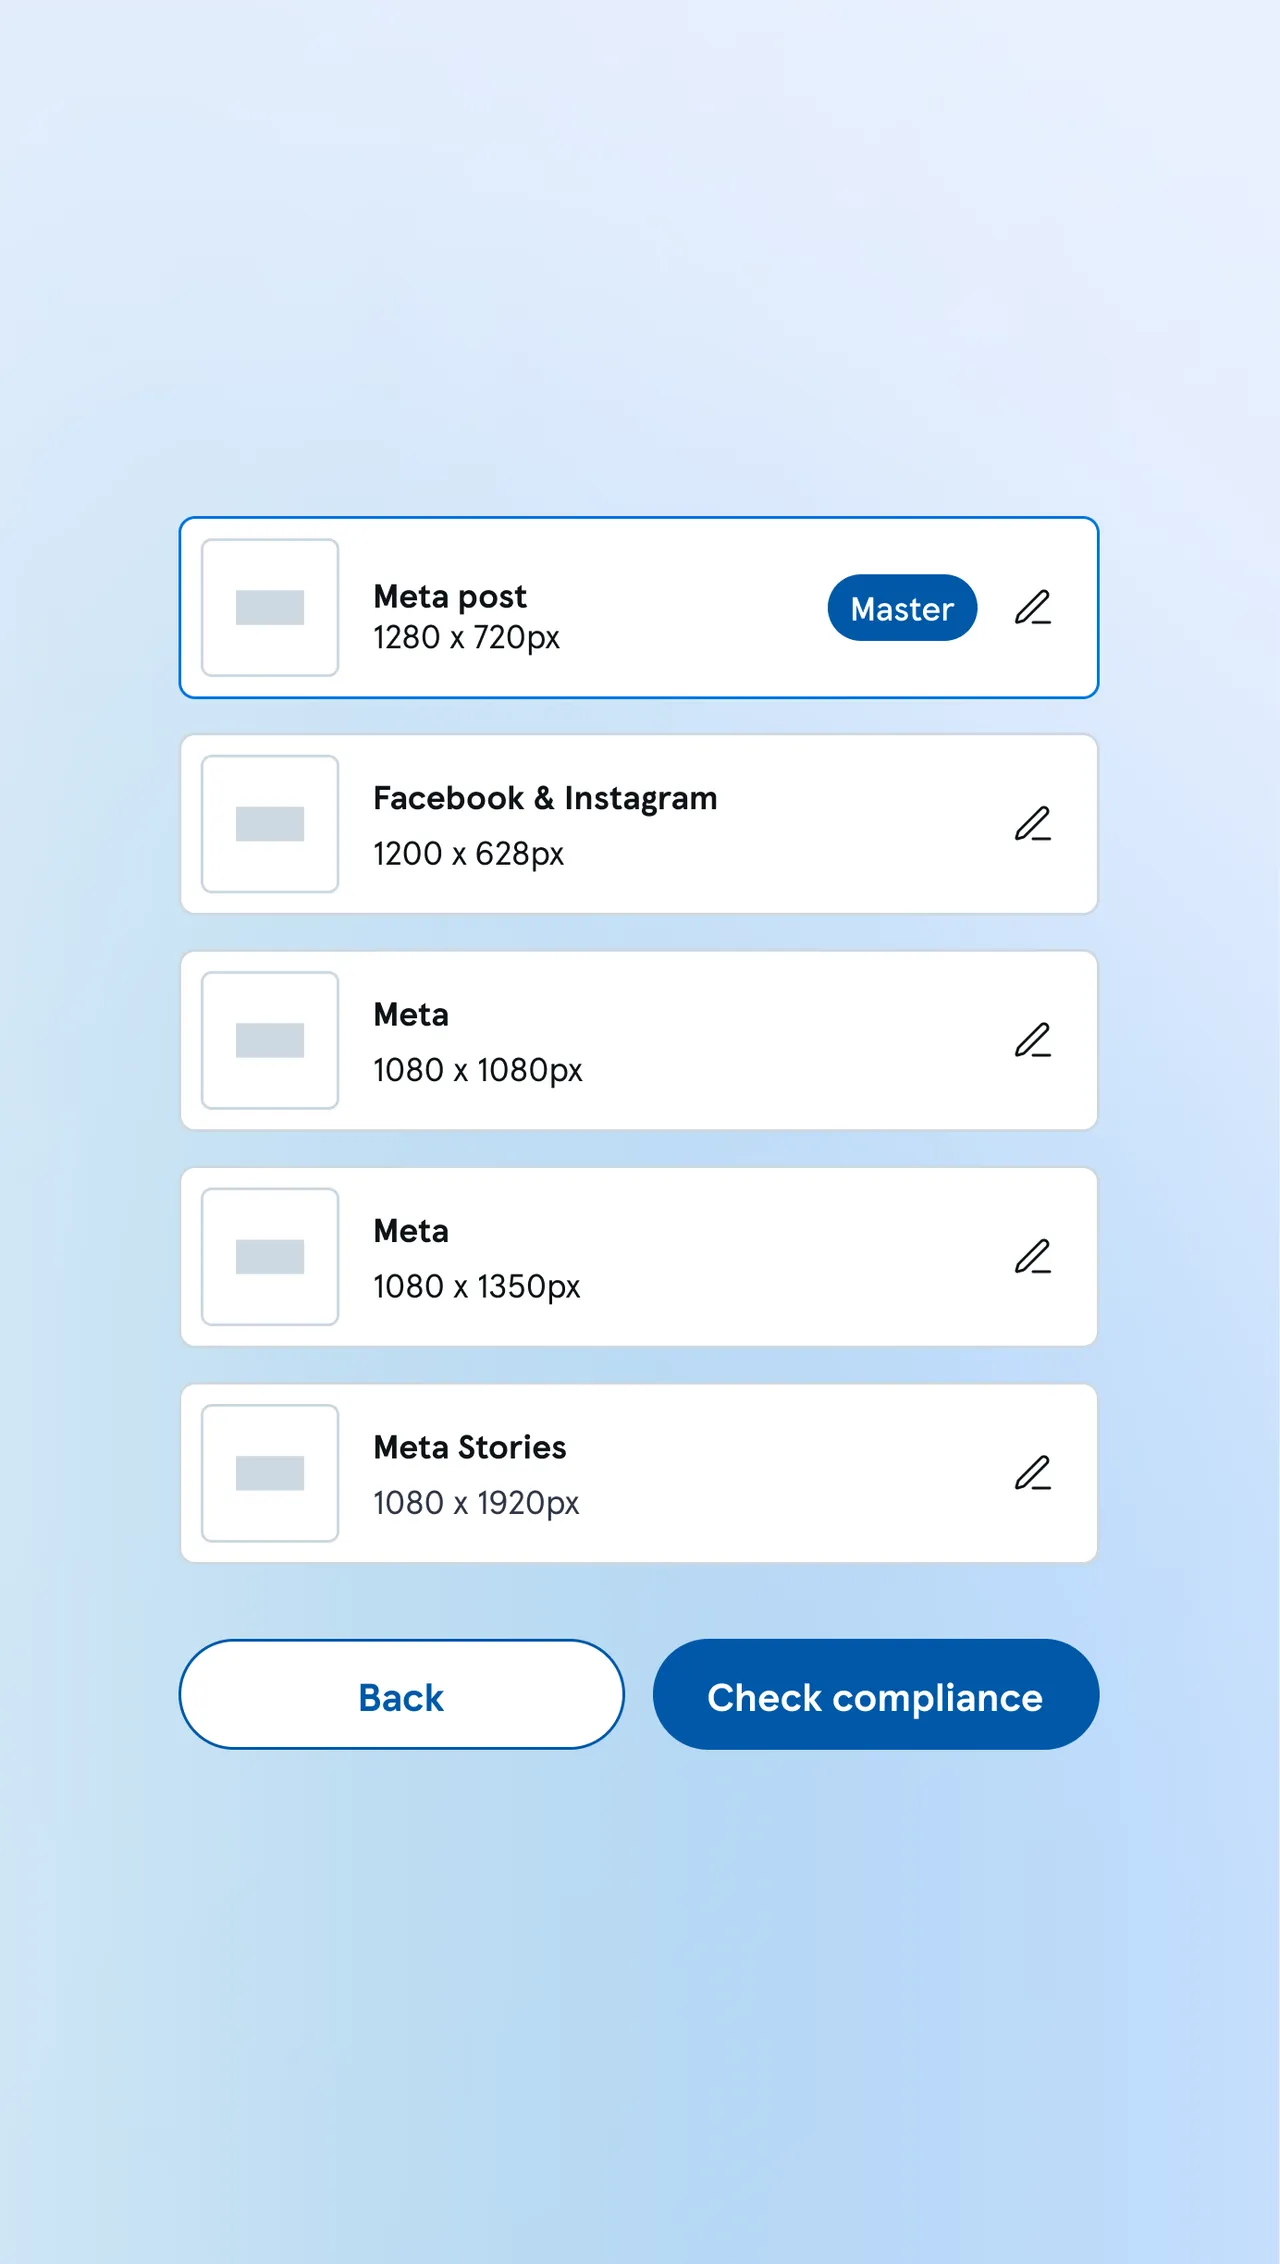 Meta post
1280 x 720px
Master
Facebook & Instagram
1200 x 628px
Meta
1080 x 1080px
Meta
1080 x 1350px
Meta Stories
1080 x 1920px
Back
Check compliance